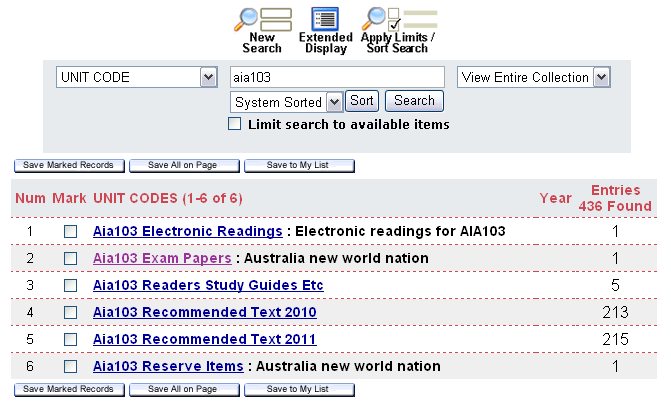 New Search
Extended Display
Apply Limits / Sort Search
UNIT CODE
aia103
View Entire Collection
System Sorted
Sort
Search
Limit search to available items
Save Marked Records
Save All on Page
Save to My List
Num Mark UNIT CODES (1-6 of 6) Year Entries 436 Found
1 Aia103 Electronic Readings : Electronic readings for AIA103 1
2 Aia103 Exam Papers : Australia new world nation 1
3 Aia103 Readers Study Guides Etc 5
4 Aia103 Recommended Text 2010 213
5 Aia103 Recommended Text 2011 215
6 Aia103 Reserve Items : Australia new world nation 1
Save Marked Records
Save All on Page
Save to My List